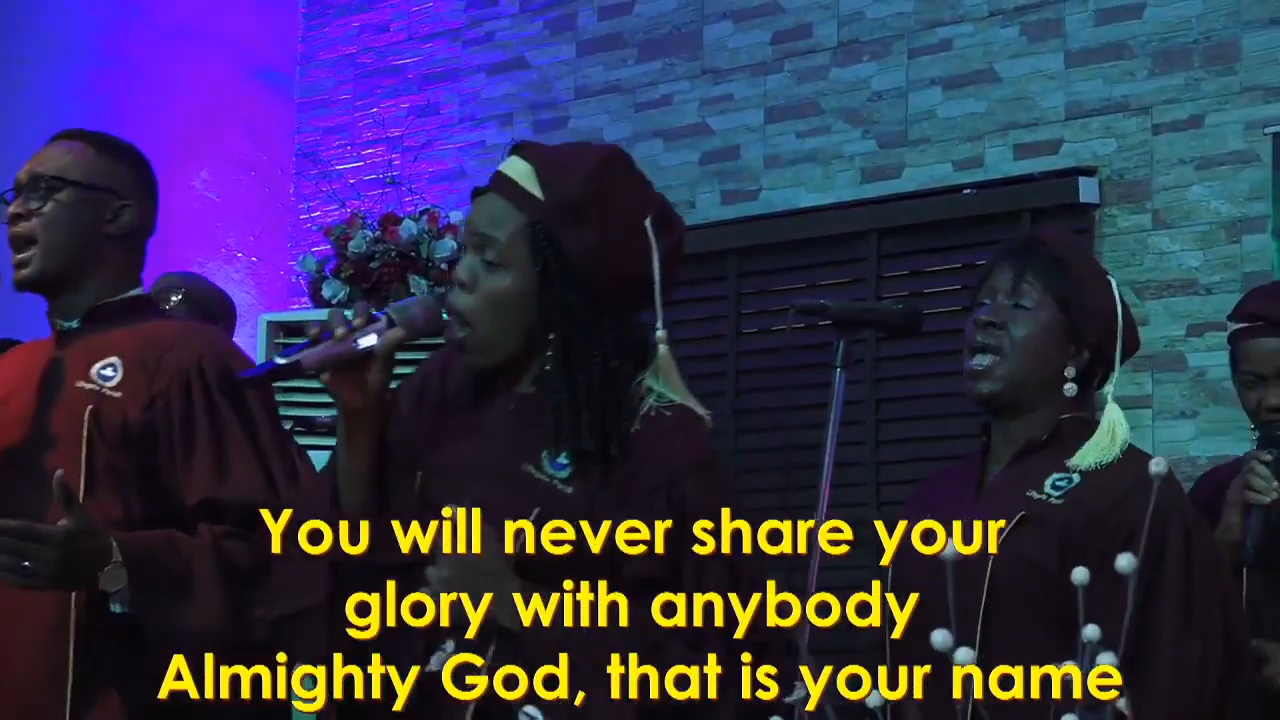 You will never share your
glory with anybody
Almighty God, that is your name